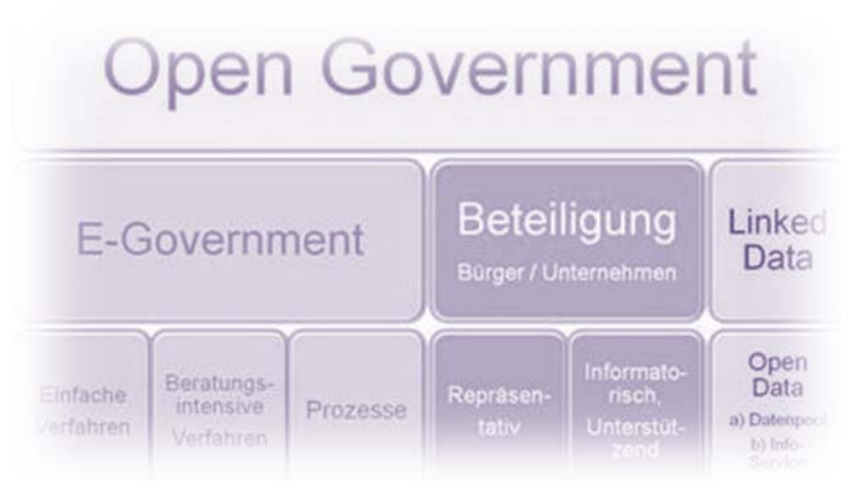 Open Government
E-Government
Beteiligung
Bürger / Unternehmen
Linked
Data
Einfache
Verfahren
Beratungs-
intensive
Verfahren
Prozesse
Repräsen-
tativ
Informato-
risch,
Unterstüt-
zend
Open
Data
a) Datenpool
b) Info-
Service